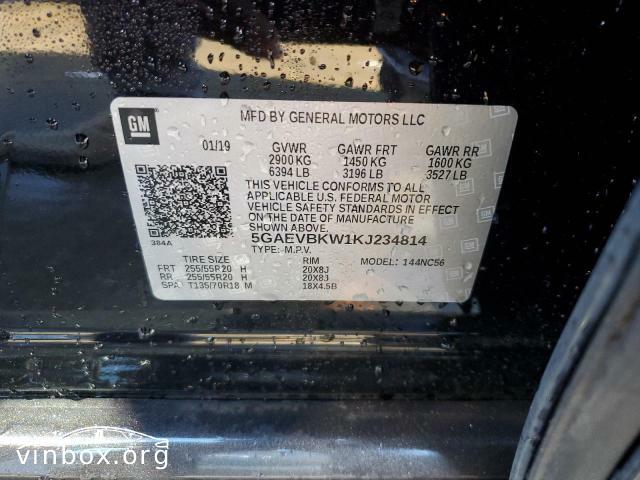 GM
MFD BY GENERAL MOTORS LLC
01/19 GVWR GAWR FRT GAWR RR
2900 KG 1450 KG 1600 KG
6394 LB 3196 LB 3527 LB
THIS VEHICLE CONFORMS TO ALL
APPLICABLE U.S. FEDERAL MOTOR
VEHICLE SAFETY STANDARDS IN EFFECT
ON THE DATE OF MANUFACTURE
SHOWN ABOVE.
384A 5GAEVBKW1KJ234814
TYPE: M.P.V.
TIRE SIZE RIM MODEL: 144NC56
FRT 255/55R20 H 20X8J
RR 255/55R20 H 20X8J
SPA T135/70R18 M 18X4.5B
vinbox.org